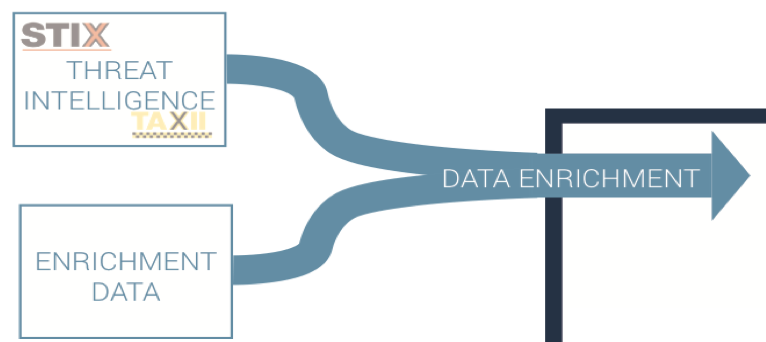 STIX
THREAT
INTELLIGENCE
TAXII
ENRICHMENT
DATA
DATA ENRICHMENT